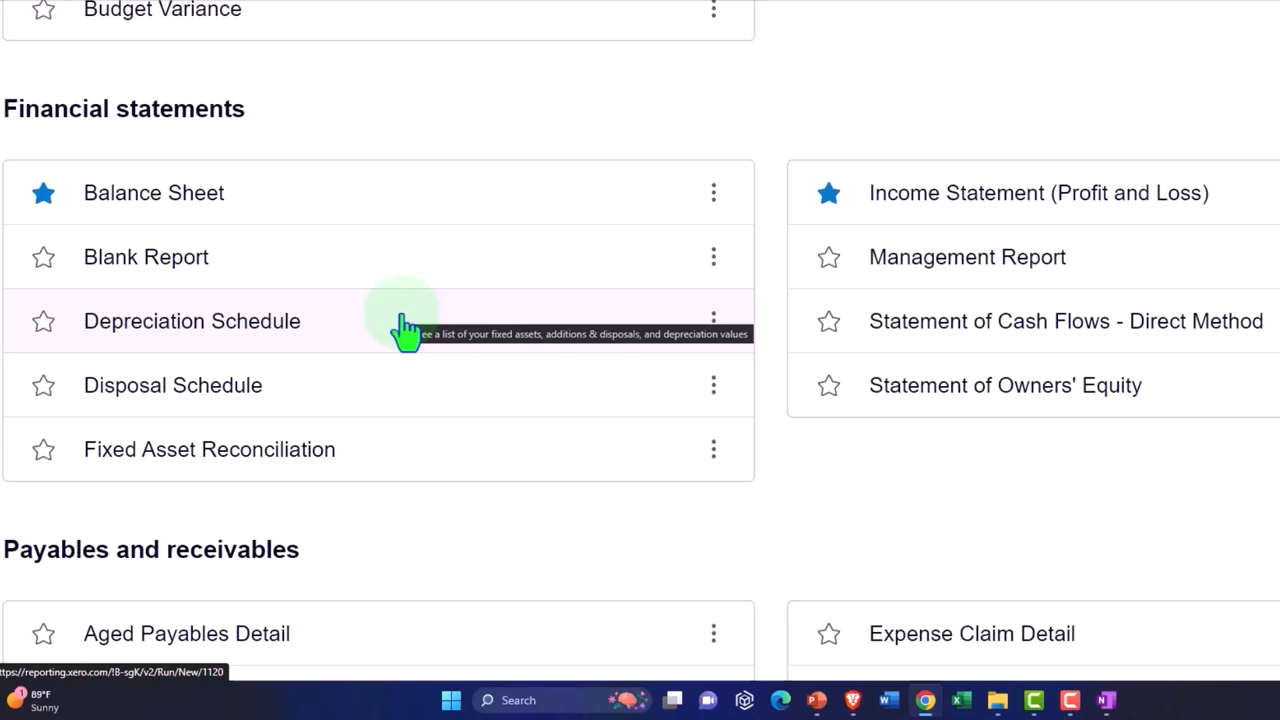 Budget Variance
Financial statements
Balance Sheet
Income Statement (Profit and Loss)
Blank Report
Management Report
Depreciation Schedule
Statement of Cash Flows - Direct Method
ee a list of your fixed assets, additions & disposals, and depreciation values
Disposal Schedule
Statement of Owners' Equity
Fixed Asset Reconciliation
Payables and receivables
Aged Payables Detail
Expense Claim Detail
ttps://reporting.xero.com/!B-sgK/v2/Run/New/1120
1
89°F
Sunny
Search